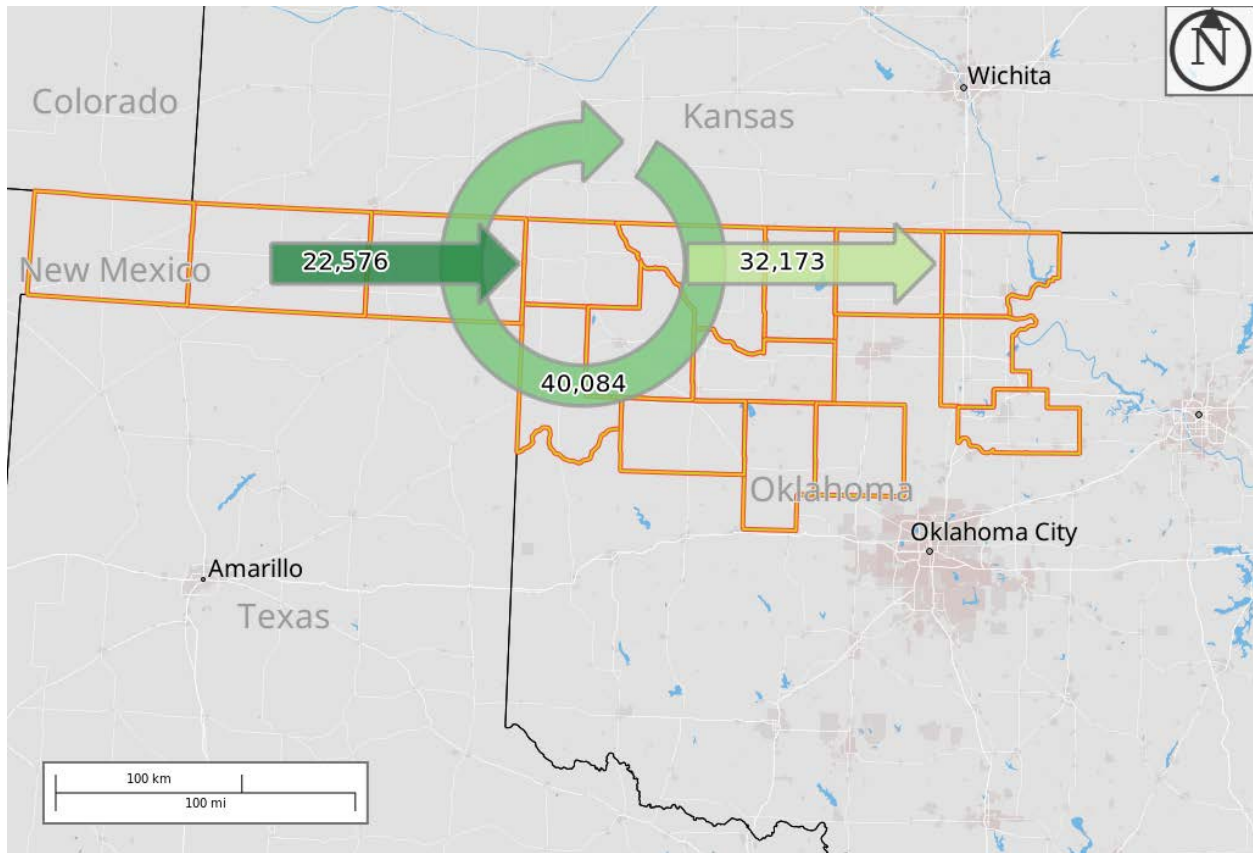 N
Wichita
Colorado
Kansas
New Mexico
22,576
32,173
40,084
Oklahoma
Oklahoma City
Amarillo
Texas
100 km
100 mi